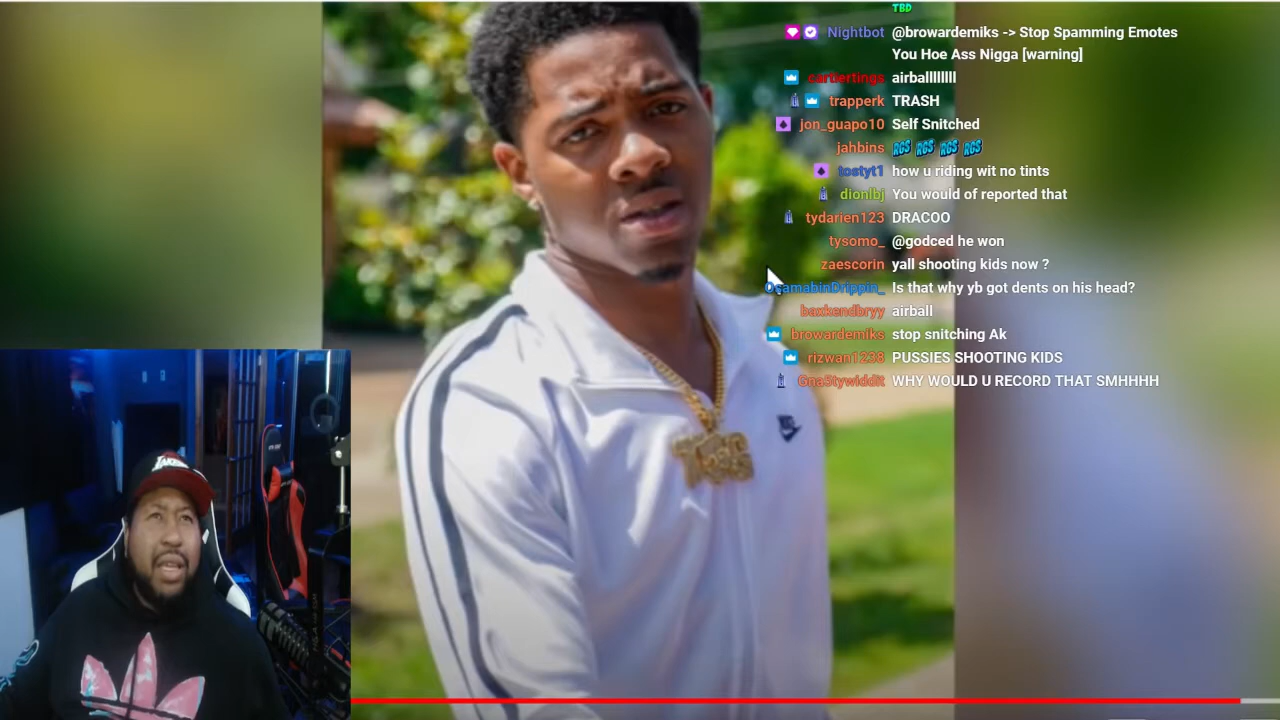 TBD
Nightbot @browardemiks -> Stop Spamming Emotes
You Hoe Ass Nigga [warning]
cartiertings airballllllll
trapperk TRASH
jon_guapo10 Self Snitched
jahbins RGS RGS RGS RGS
tostyt1 how u riding wit no tints
dionlbj You would of reported that
tydarien123 DRACOO
tysomo_ @godced he won
zaescorin yall shooting kids now ?
OsamabinDrippin_ Is that why yb got dents on his head?
baxkendbryy airball
browardemiks stop snitching Ak
rizwan1238 PUSSIES SHOOTING KIDS
Gna5tywiddit WHY WOULD U RECORD THAT SMHHHH